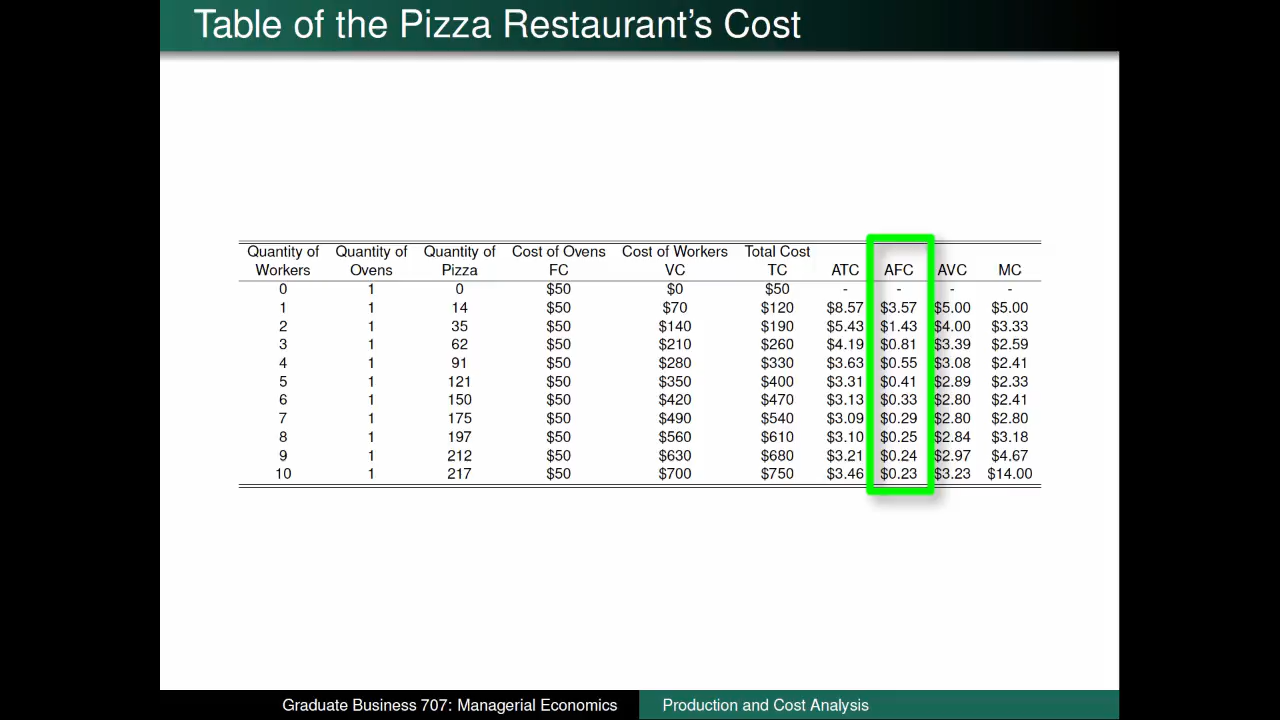 Table of the Pizza Restaurant's Cost
Quantity of Quantity of Quantity of Cost of Ovens Cost of Workers Total Cost
Workers Ovens Pizza FC VC TC ATC AFC AVC MC
0 1 0 $50 $0 $50 - - - -
1 1 14 $50 $70 $120 $8.57 $3.57 $5.00 $5.00
2 1 35 $50 $140 $190 $5.43 $1.43 $4.00 $3.33
3 1 62 $50 $210 $260 $4.19 $0.81 $3.39 $2.59
4 1 91 $50 $280 $330 $3.63 $0.55 $3.08 $2.41
5 1 121 $50 $350 $400 $3.31 $0.41 $2.89 $2.33
6 1 150 $50 $420 $470 $3.13 $0.33 $2.80 $2.41
7 1 175 $50 $490 $540 $3.09 $0.29 $2.80 $2.80
8 1 197 $50 $560 $610 $3.10 $0.25 $2.84 $3.18
9 1 212 $50 $630 $680 $3.21 $0.24 $2.97 $4.67
10 1 217 $50 $700 $750 $3.46 $0.23 $3.23 $14.00
Graduate Business 707: Managerial Economics Production and Cost Analysis